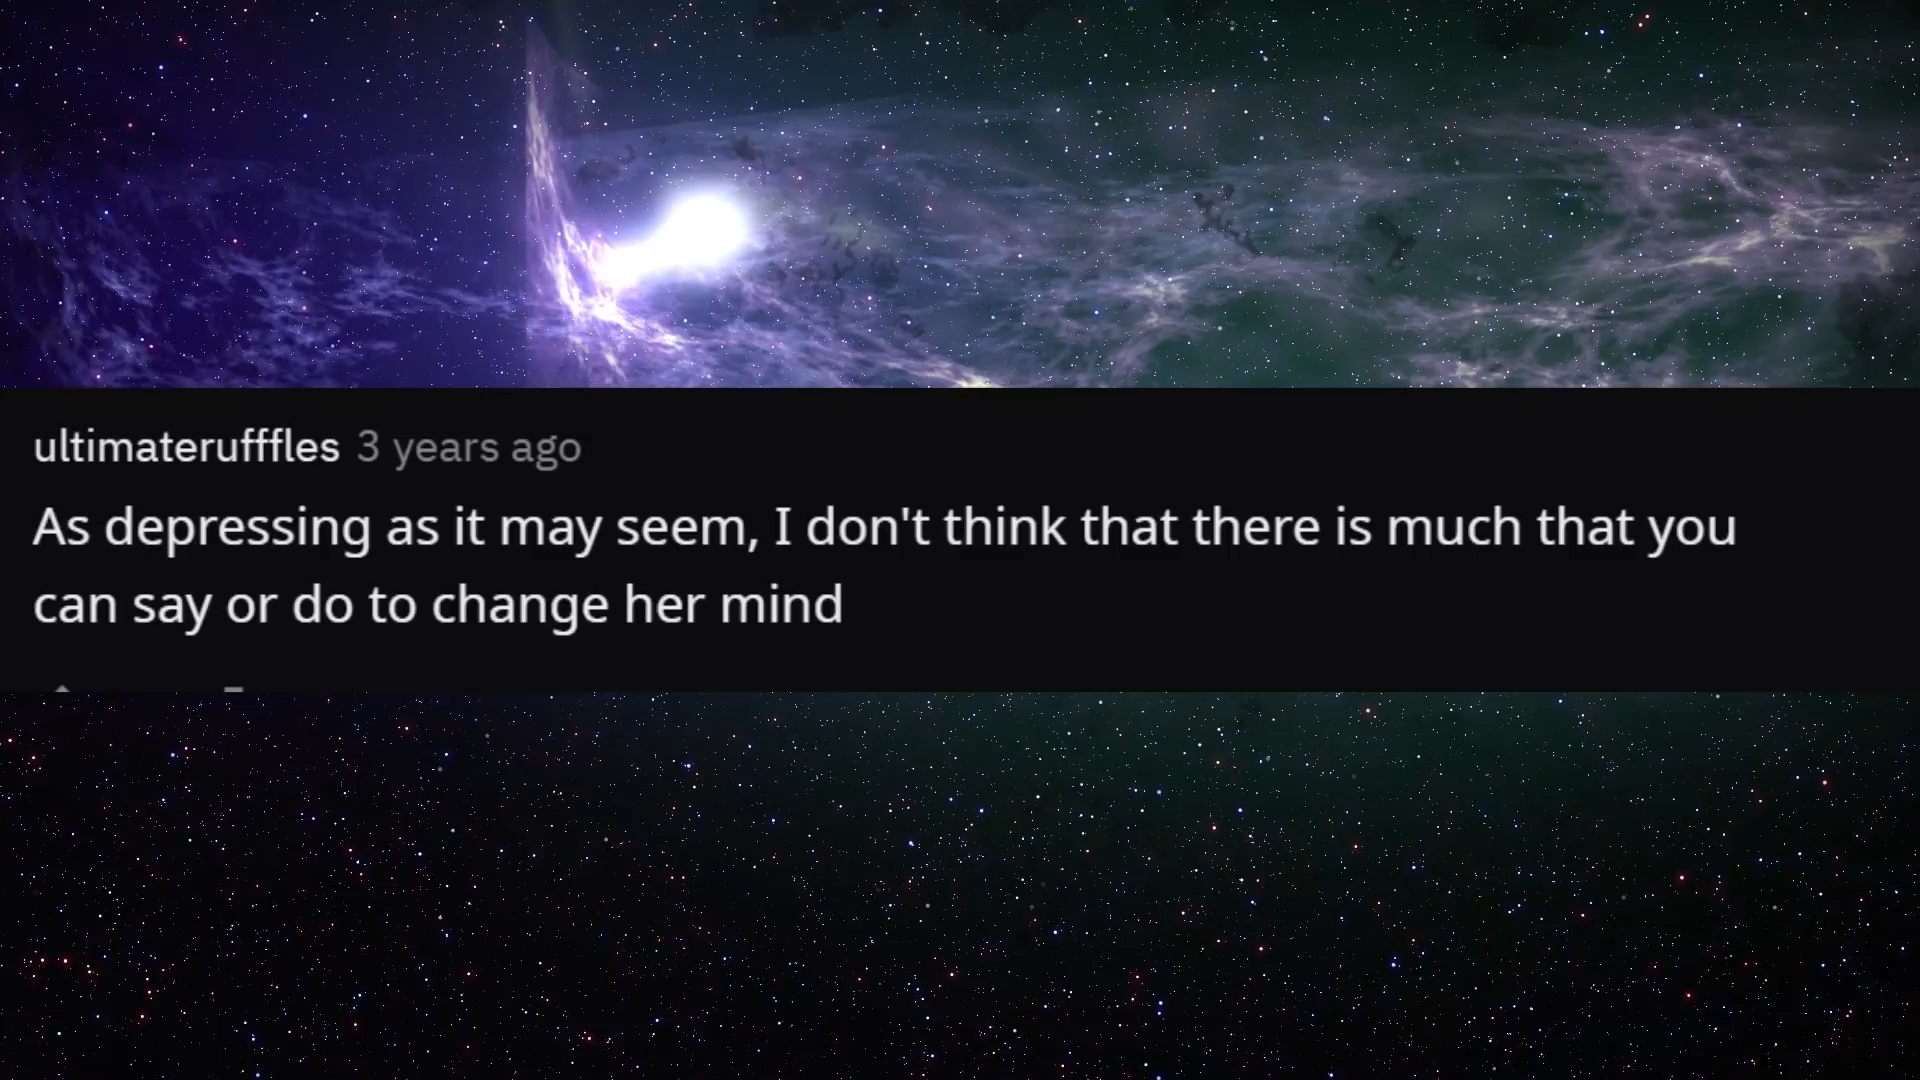 ultimaterufffles 3 years ago
As depressing as it may seem, I don't think that there is much that you
can say or do to change her mind